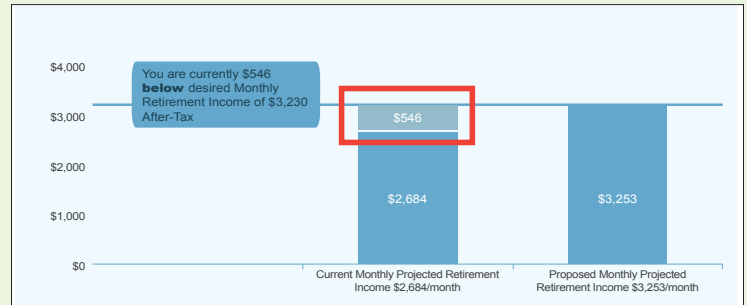 $4,000
You are currently $546
below desired Monthly
Retirement Income of $3,230
After-Tax
$3,000
$546
$2,000
$2,684
$3,253
$1,000
$0
Current Monthly Projected Retirement
Income $2,684/month
Proposed Monthly Projected
Retirement Income $3,253/month